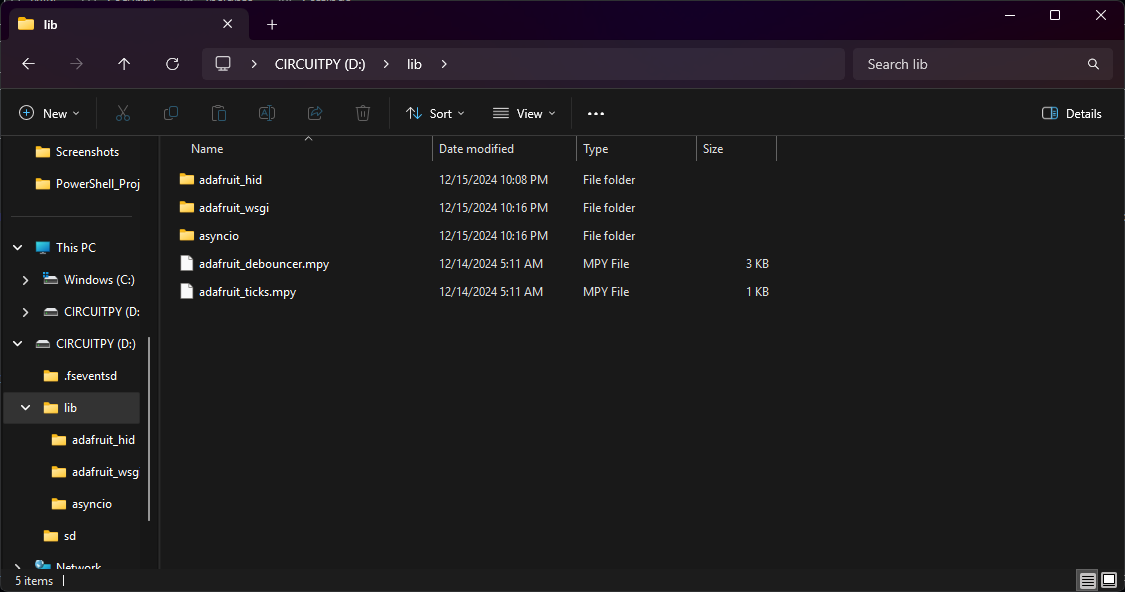 lib
CIRCUITPY (D:) lib
Search lib
New
Sort
View
Details
Screenshots
PowerShell_Proj
This PC
Windows (C:)
CIRCUITPY (D:
CIRCUITPY (D:)
.fseventsd
lib
adafruit_hid
adafruit_wsg
asyncio
sd
Network
Name Date modified Type Size
adafruit_hid 12/15/2024 10:08 PM File folder
adafruit_wsgi 12/15/2024 10:16 PM File folder
asyncio 12/15/2024 10:16 PM File folder
adafruit_debouncer.mpy 12/14/2024 5:11 AM MPY File 3 KB
adafruit_ticks.mpy 12/14/2024 5:11 AM MPY File 1 KB
5 items